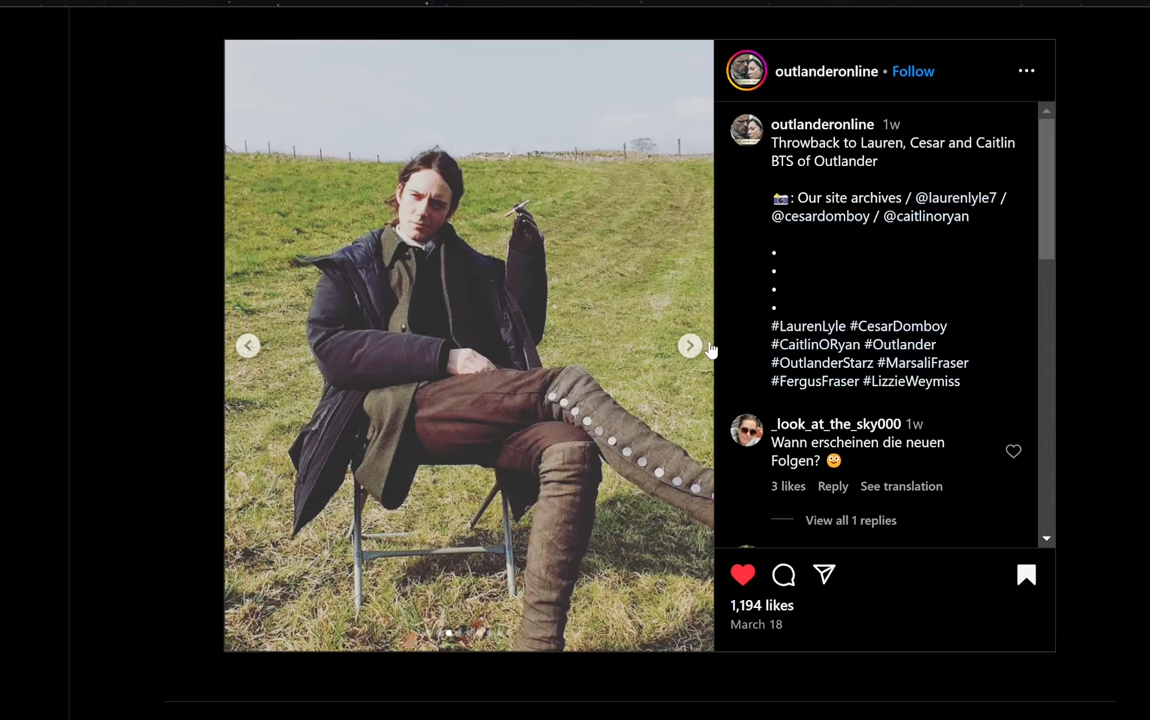 outlanderonline • Follow
outlanderonline 1w
Throwback to Lauren, Cesar and Caitlin
BTS of Outlander
📸: Our site archives / @laurenlyle7 /
@cesardomboy / @caitlinoryan
•
•
•
•
#LaurenLyle #CesarDomboy
#CaitlinORyan #Outlander
#OutlanderStarz #MarsaliFraser
#FergusFraser #LizzieWeymiss
_look_at_the_sky000 1w
Wann erscheinen die neuen
Folgen? 🙂
3 likes Reply See translation
View all 1 replies
1,194 likes
March 18